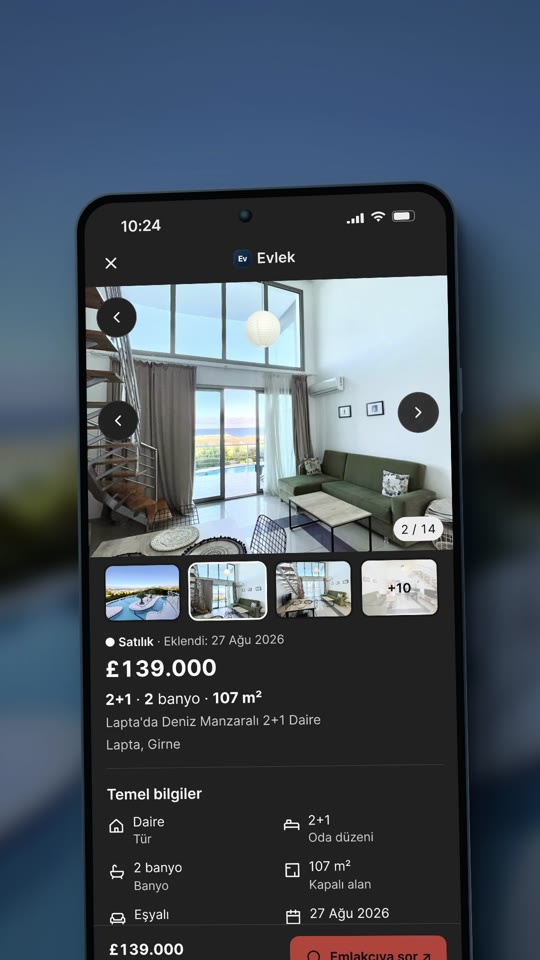 10:24
Ev Evlek
2 / 14
+10
Satılık · Eklendi: 27 Ağu 2026
£139.000
2+1 · 2 banyo · 107 m²
Lapta'da Deniz Manzaralı 2+1 Daire
Lapta, Girne
Temel bilgiler
Daire
Tür
2+1
Oda düzeni
2 banyo
Banyo
107 m²
Kapalı alan
Eşyalı
27 Ağu 2026
£139.000
Emlakçıya sor ↗